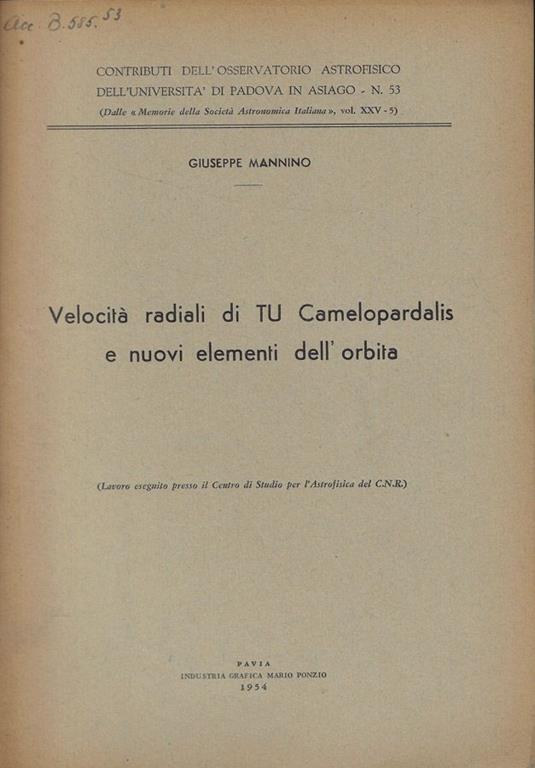 Acc. B. 585.53
CONTRIBUTI DELL'OSSERVATORIO ASTROFISICO
DELL'UNIVERSITA' DI PADOVA IN ASIAGO - N. 53
(Dalle « Memorie della Società Astronomica Italiana », vol. XXV - 5)
GIUSEPPE MANNINO
Velocità radiali di TU Camelopardalis
e nuovi elementi dell' orbita
(Lavoro eseguito presso il Centro di Studio per l'Astrofisica del C.N.R.)
PAVIA
INDUSTRIA GRAFICA MARIO PONZIO
1954